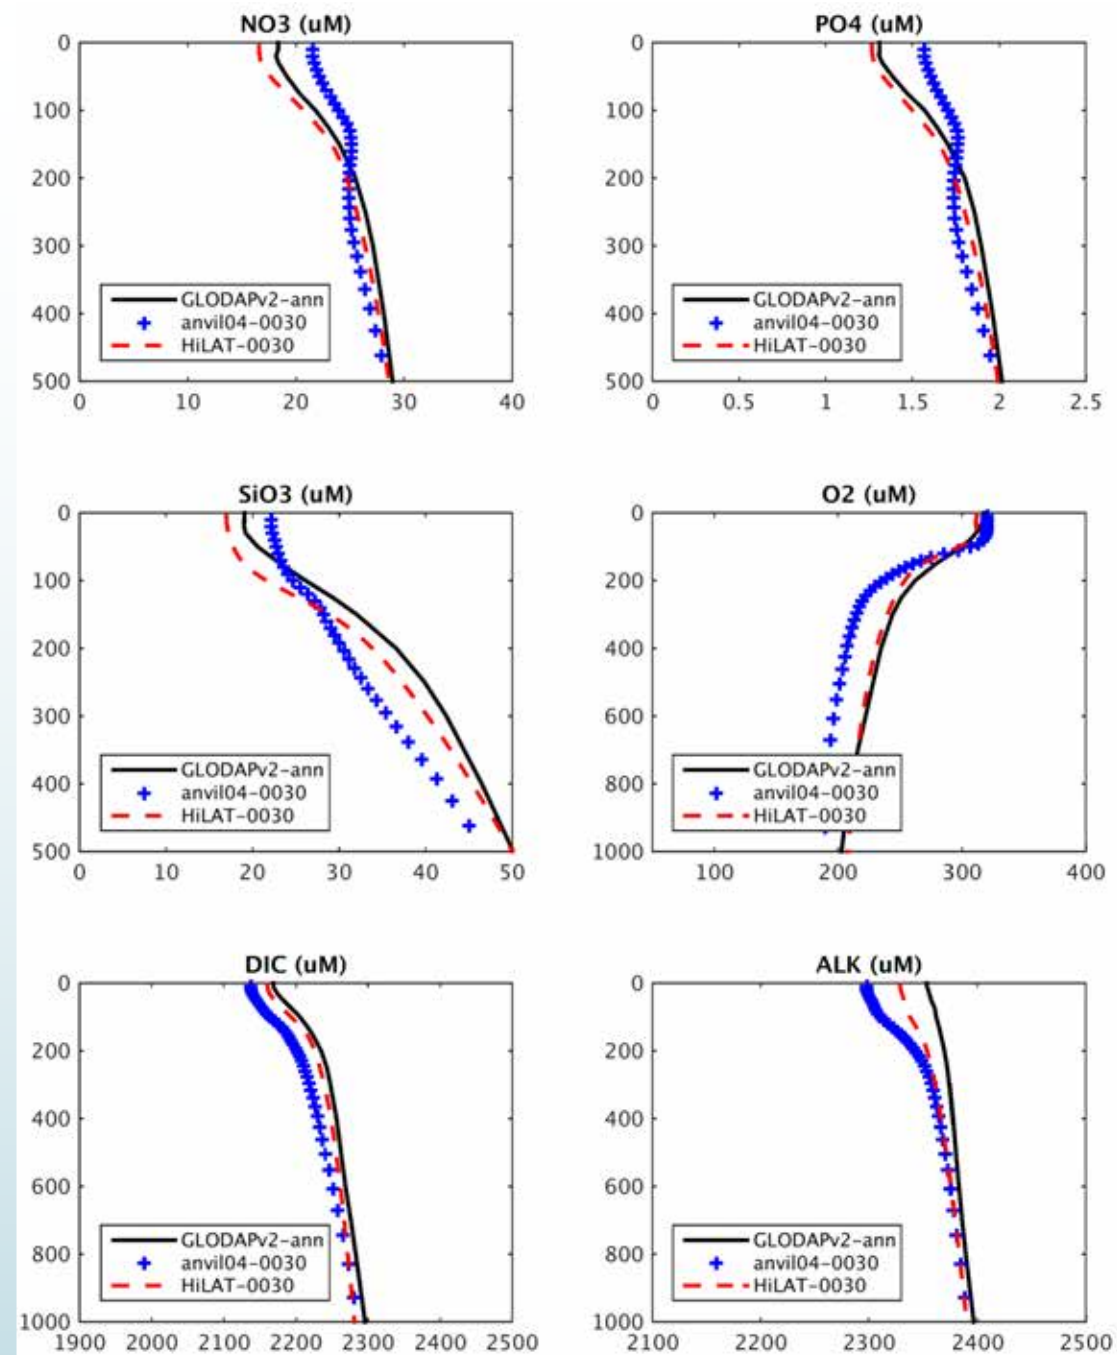 NO3 (uM)
0
100
200
300
400
500
GLODAPv2-ann
anvil04-0030
HiLAT-0030
0 10 20 30 40
PO4 (uM)
0
100
200
300
400
500
GLODAPv2-ann
anvil04-0030
HiLAT-0030
0 0.5 1 1.5 2 2.5
SiO3 (uM)
0
100
200
300
400
500
GLODAPv2-ann
anvil04-0030
HiLAT-0030
0 10 20 30 40 50
O2 (uM)
0
200
400
600
800
1000
GLODAPv2-ann
anvil04-0030
HiLAT-0030
100 200 300 400
DIC (uM)
0
200
400
600
800
1000
GLODAPv2-ann
anvil04-0030
HiLAT-0030
1900 2000 2100 2200 2300 2400 2500
ALK (uM)
0
200
400
600
800
1000
GLODAPv2-ann
anvil04-0030
HiLAT-0030
2100 2200 2300 2400 2500